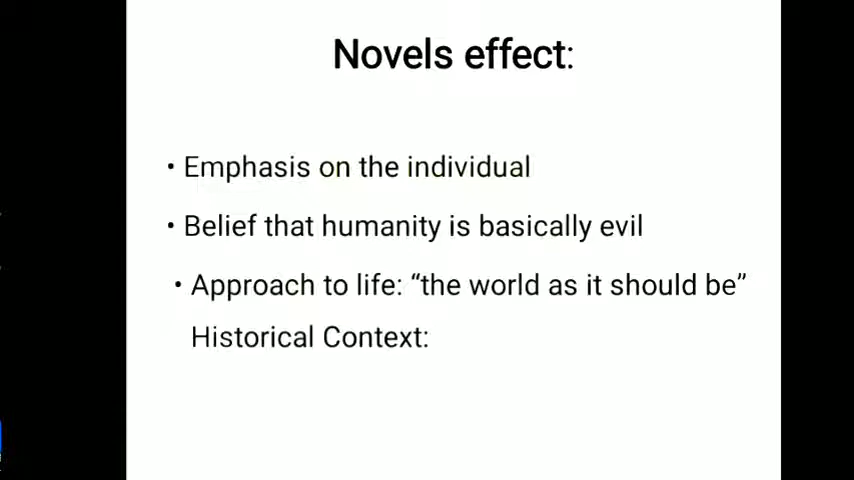 Novels effect:
• Emphasis on the individual
• Belief that humanity is basically evil
• Approach to life: “the world as it should be”
Historical Context: